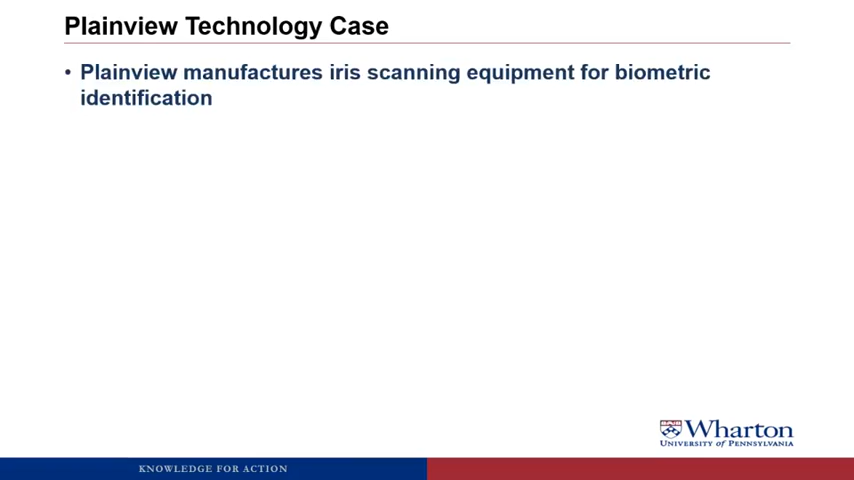 Plainview Technology Case
• Plainview manufactures iris scanning equipment for biometric
identification
Wharton
UNIVERSITY of PENNSYLVANIA
KNOWLEDGE FOR ACTION